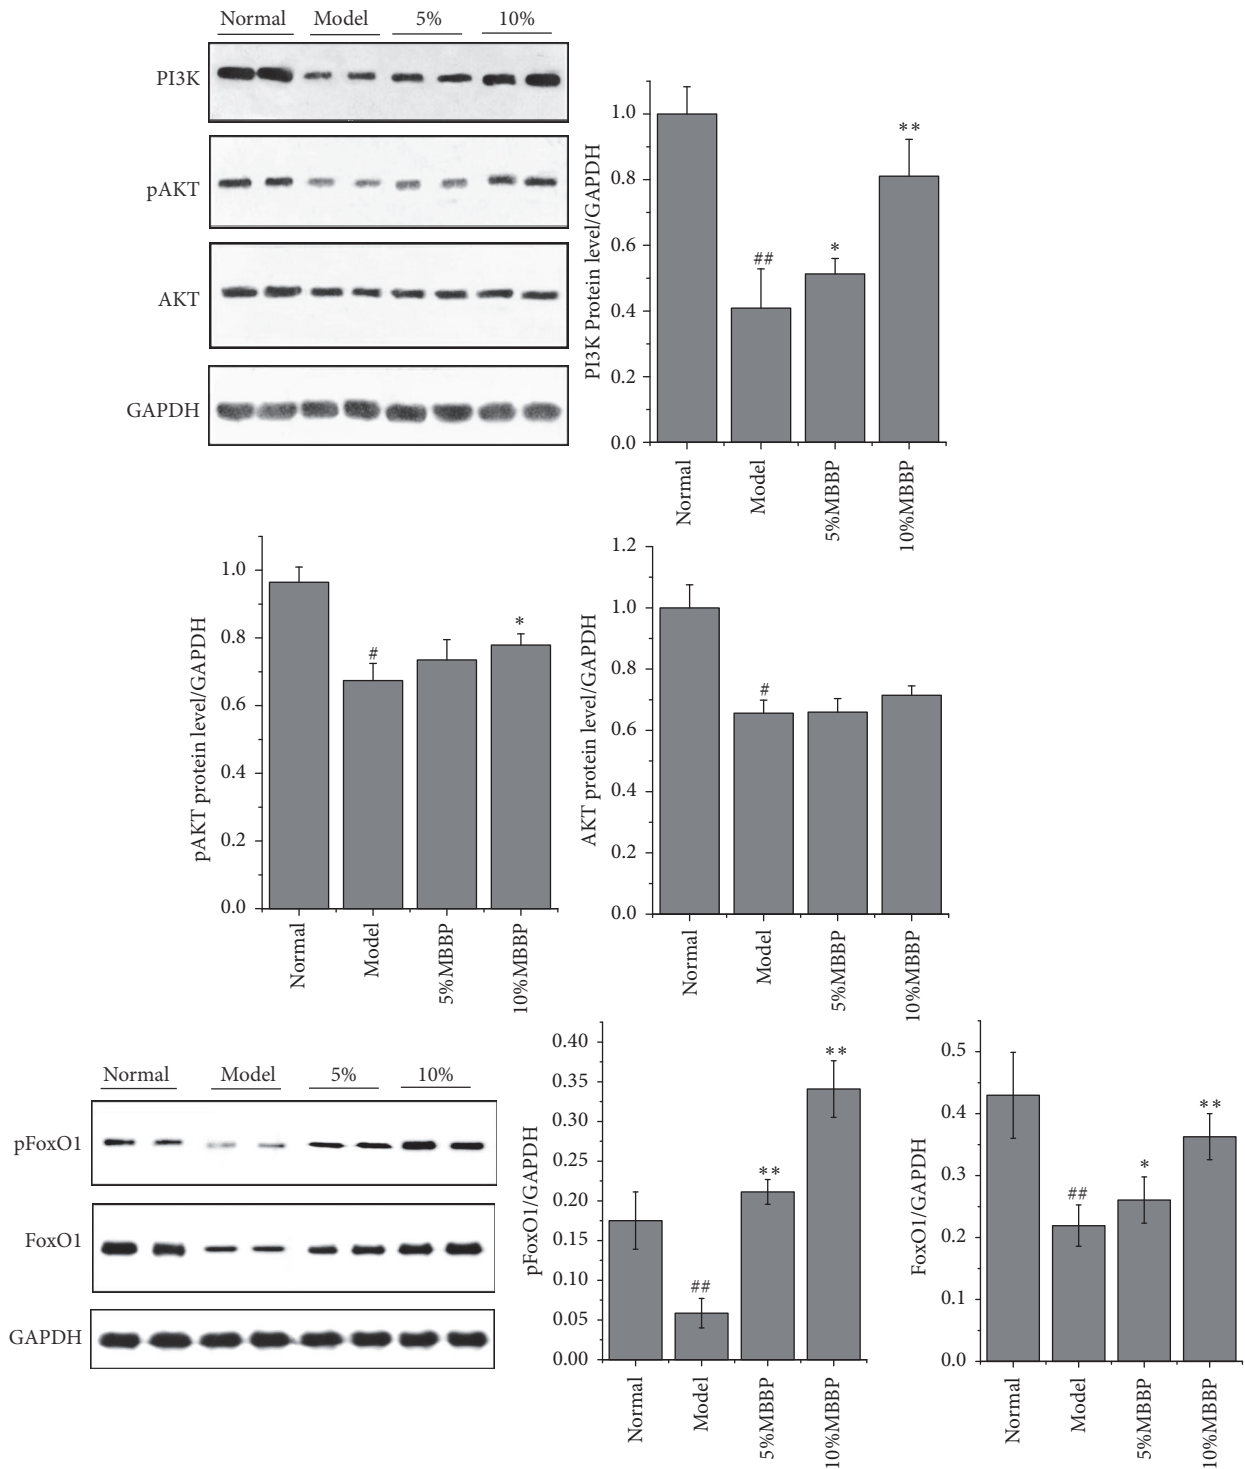 Normal Model 5% 10%
PI3K
pAKT
AKT
GAPDH
PI3K Protein level/GAPDH
1.0
0.8
0.6
0.4
0.2
0.0
##
*
**
Normal
Model
5%MBBP
10%MBBP
pAKT protein level/GAPDH
1.0
0.8
0.6
0.4
0.2
0.0
#
*
Normal
Model
5%MBBP
10%MBBP
AKT protein level/GAPDH
1.2
1.0
0.8
0.6
0.4
0.2
0.0
#
Normal
Model
5%MBBP
10%MBBP
Normal Model 5% 10%
pFoxO1
FoxO1
GAPDH
pFoxO1/GAPDH
0.40
0.35
0.30
0.25
0.20
0.15
0.10
0.05
0.00
##
**
**
Normal
Model
5%MBBP
10%MBBP
FoxO1/GAPDH
0.5
0.4
0.3
0.2
0.1
0.0
##
*
**
Normal
Model
5%MBBP
10%MBBP